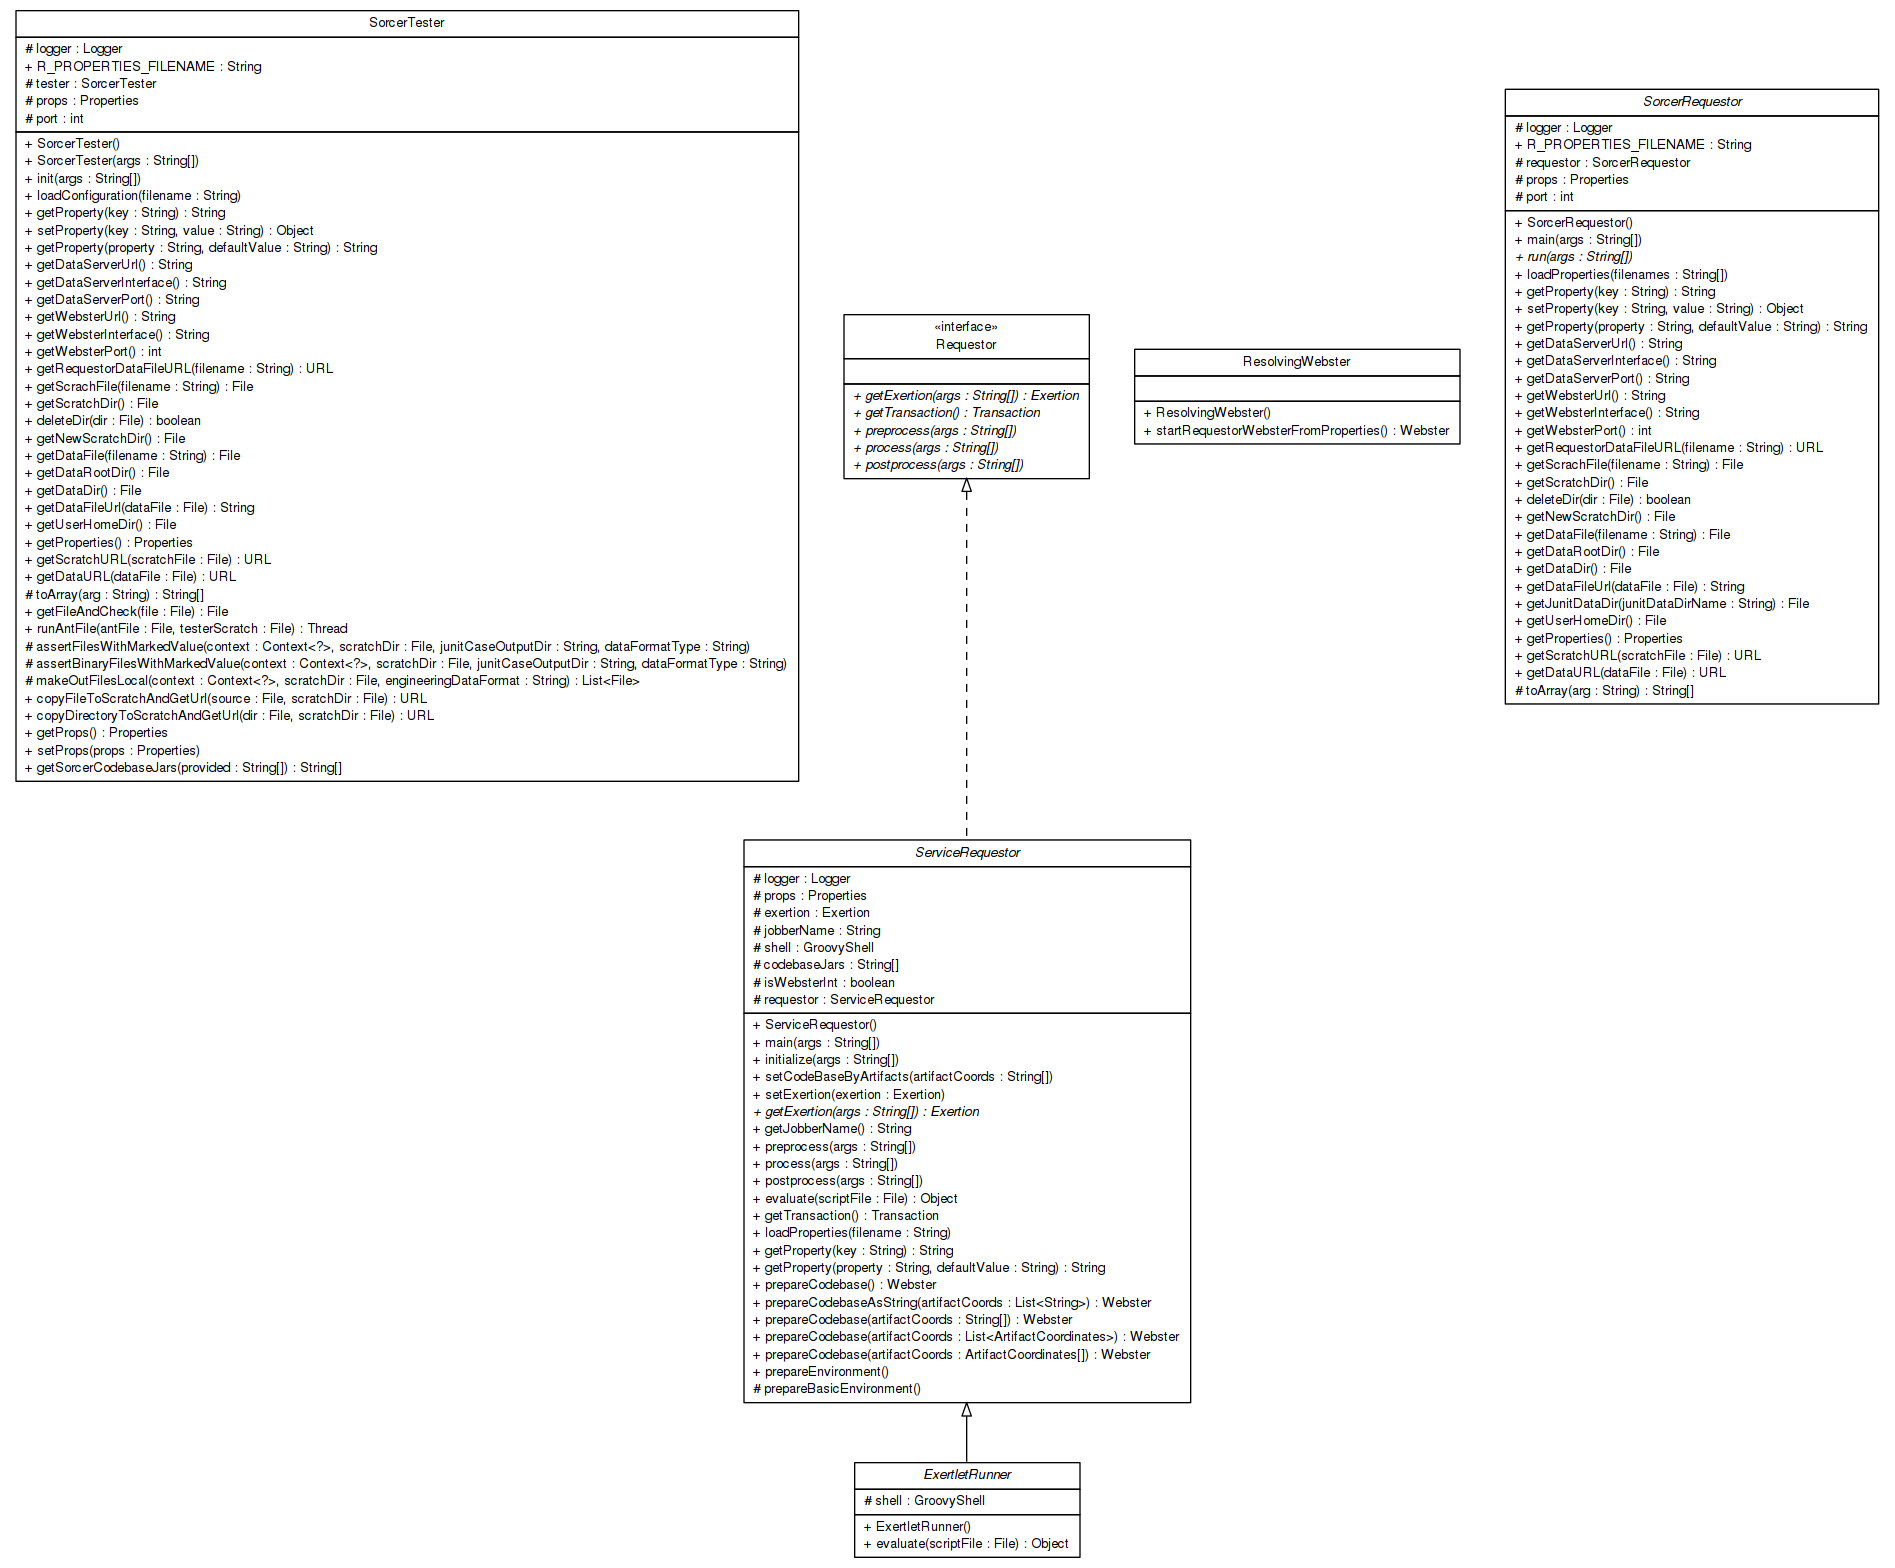 SorcerTester
# logger : Logger
+ R_PROPERTIES_FILENAME : String
# tester : SorcerTester
# props : Properties
# port : int
+ SorcerTester()
+ SorcerTester(args : String[])
+ init(args : String[])
+ loadConfiguration(filename : String)
+ getProperty(key : String) : String
+ setProperty(key : String, value : String) : Object
+ getProperty(property : String, defaultValue : String) : String
+ getDataServerUrl() : String
+ getDataServerInterface() : String
+ getDataServerPort() : String
+ getWebsterUrl() : String
+ getWebsterInterface() : String
+ getWebsterPort() : int
+ getRequestorDataFileURL(filename : String) : URL
+ getScrachFile(filename : String) : File
+ getScratchDir() : File
+ deleteDir(dir : File) : boolean
+ getNewScratchDir() : File
+ getDataFile(filename : String) : File
+ getDataRootDir() : File
+ getDataDir() : File
+ getDataFileUrl(dataFile : File) : String
+ getUserHomeDir() : File
+ getProperties() : Properties
+ getScratchURL(scratchFile : File) : URL
+ getDataURL(dataFile : File) : URL
# toArray(arg : String) : String[]
+ getFileAndCheck(file : File) : File
+ runAntFile(antFile : File, testerScratch : File) : Thread
# assertFilesWithMarkedValue(context : Context<?>, scratchDir : File, junitCaseOutputDir : String, dataFormatType : String)
# assertBinaryFilesWithMarkedValue(context : Context<?>, scratchDir : File, junitCaseOutputDir : String, dataFormatType : String)
# makeOutFilesLocal(context : Context<?>, scratchDir : File, engineeringDataFormat : String) : List<File>
+ copyFileToScratchAndGetUrl(source : File, scratchDir : File) : URL
+ copyDirectoryToScratchAndGetUrl(dir : File, scratchDir : File) : URL
+ getProps() : Properties
+ setProps(props : Properties)
+ getSorcerCodebaseJars(provided : String[]) : String[]
«interface»
Requestor
+ getExertion(args : String[]) : Exertion
+ getTransaction() : Transaction
+ preprocess(args : String[])
+ process(args : String[])
+ postprocess(args : String[])
ResolvingWebster
+ ResolvingWebster()
+ startRequestorWebsterFromProperties() : Webster
SorcerRequestor
# logger : Logger
+ R_PROPERTIES_FILENAME : String
# requestor : SorcerRequestor
# props : Properties
# port : int
+ SorcerRequestor()
+ main(args : String[])
+ run(args : String[])
+ loadProperties(filenames : String[])
+ getProperty(key : String) : String
+ setProperty(key : String, value : String) : Object
+ getProperty(property : String, defaultValue : String) : String
+ getDataServerUrl() : String
+ getDataServerInterface() : String
+ getDataServerPort() : String
+ getWebsterUrl() : String
+ getWebsterInterface() : String
+ getWebsterPort() : int
+ getRequestorDataFileURL(filename : String) : URL
+ getScrachFile(filename : String) : File
+ getScratchDir() : File
+ deleteDir(dir : File) : boolean
+ getNewScratchDir() : File
+ getDataFile(filename : String) : File
+ getDataRootDir() : File
+ getDataDir() : File
+ getDataFileUrl(dataFile : File) : String
+ getJunitDataDir(junitDataDirName : String) : File
+ getUserHomeDir() : File
+ getProperties() : Properties
+ getScratchURL(scratchFile : File) : URL
+ getDataURL(dataFile : File) : URL
# toArray(arg : String) : String[]
ServiceRequestor
# logger : Logger
# props : Properties
# exertion : Exertion
# jobberName : String
# shell : GroovyShell
# codebaseJars : String[]
# isWebsterInt : boolean
# requestor : ServiceRequestor
+ ServiceRequestor()
+ main(args : String[])
+ initialize(args : String[])
+ setCodeBaseByArtifacts(artifactCoords : String[])
+ setExertion(exertion : Exertion)
+ getExertion(args : String[]) : Exertion
+ getJobberName() : String
+ preprocess(args : String[])
+ process(args : String[])
+ postprocess(args : String[])
+ evaluate(scriptFile : File) : Object
+ getTransaction() : Transaction
+ loadProperties(filename : String)
+ getProperty(key : String) : String
+ getProperty(property : String, defaultValue : String) : String
+ prepareCodebase() : Webster
+ prepareCodebaseAsString(artifactCoords : List<String>) : Webster
+ prepareCodebase(artifactCoords : String[]) : Webster
+ prepareCodebase(artifactCoords : List<ArtifactCoordinates>) : Webster
+ prepareCodebase(artifactCoords : ArtifactCoordinates[]) : Webster
+ prepareEnvironment()
# prepareBasicEnvironment()
ExertletRunner
# shell : GroovyShell
+ ExertletRunner()
+ evaluate(scriptFile : File) : Object